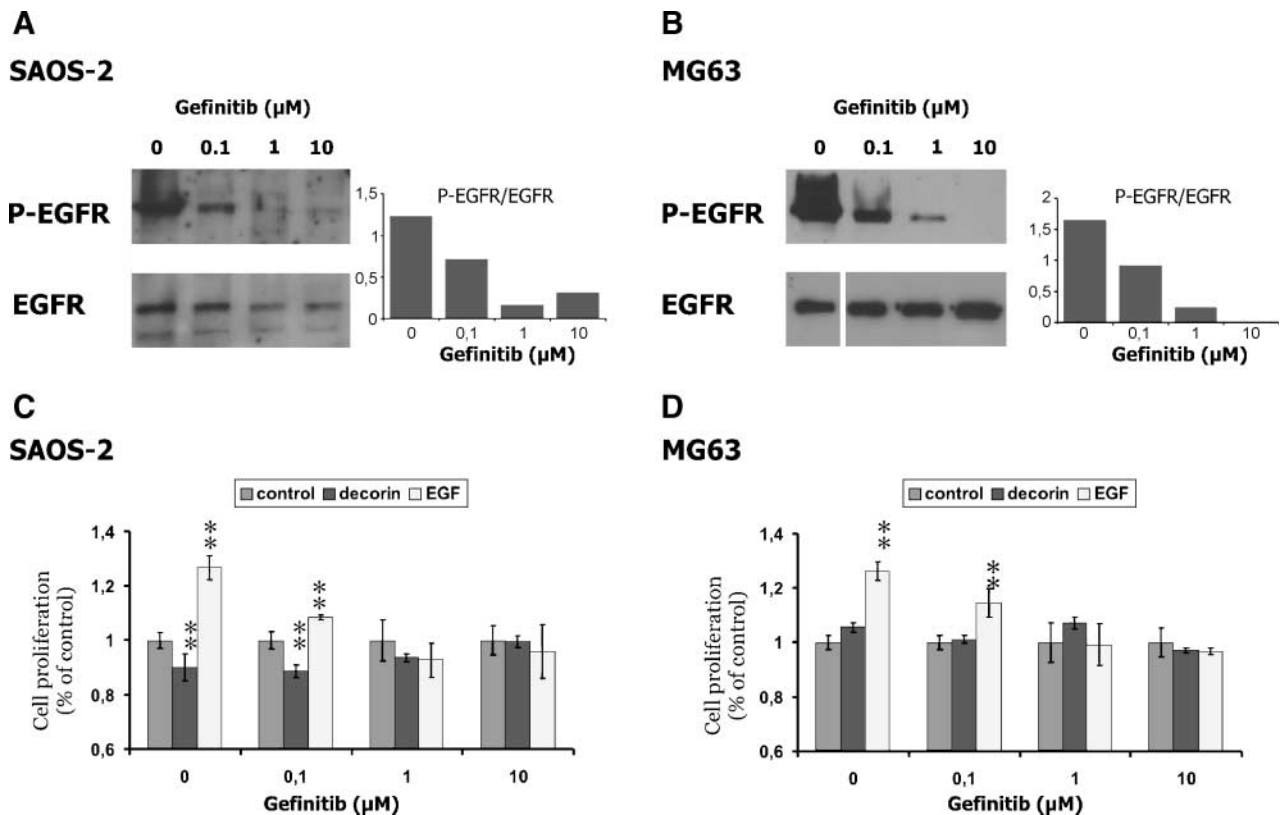 A
SAOS-2
Gefinitib (µM)
0 0.1 1 10
P-EGFR
EGFR
P-EGFR/EGFR
1,5
1
0,5
0
0 0,1 1 10
Gefinitib (µM)
B
MG63
Gefinitib (µM)
0 0.1 1 10
P-EGFR
EGFR
P-EGFR/EGFR
2
1,5
1
0,5
0
0 0,1 1 10
Gefinitib (µM)
C
SAOS-2
control decorin EGF
Cell proliferation
(% of control)
1,4
1,2
1
0,8
0,6
**
**
**
**
0 0,1 1 10
Gefinitib (µM)
D
MG63
control decorin EGF
Cell proliferation
(% of control)
1,4
1,2
1
0,8
0,6
**
**
0 0,1 1 10
Gefinitib (µM)